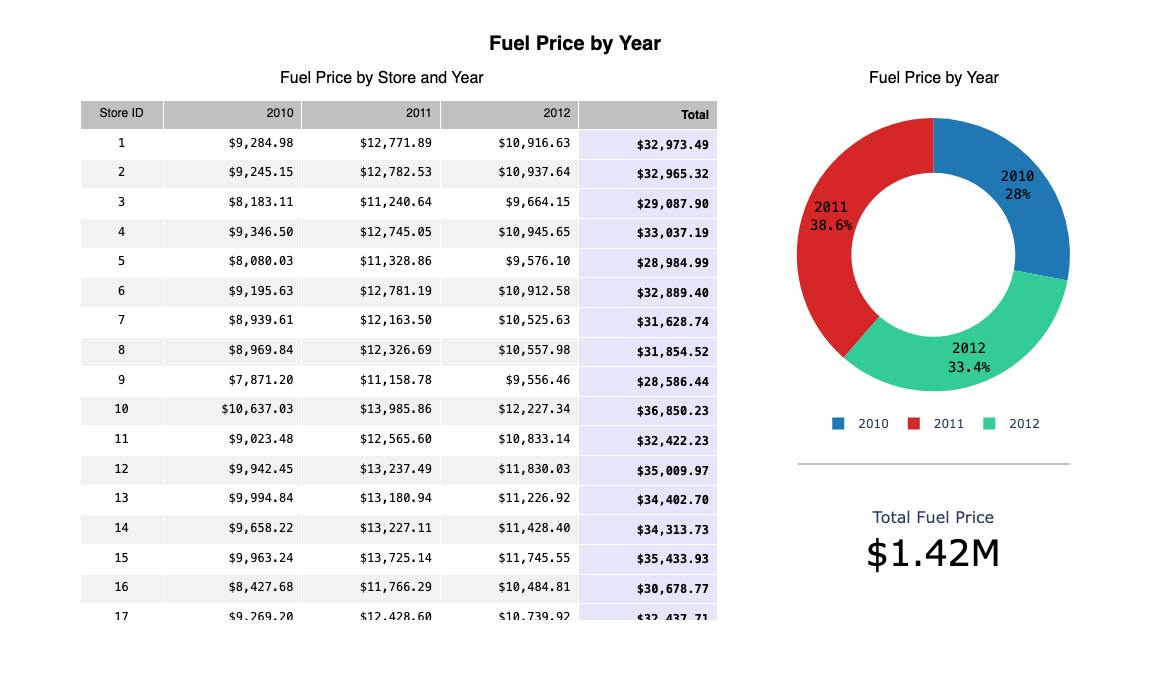 Fuel Price by Year
Fuel Price by Store and Year
Store ID 2010 2011 2012 Total
1 $9,284.98 $12,771.89 $10,916.63 $32,973.49
2 $9,245.15 $12,782.53 $10,937.64 $32,965.32
3 $8,183.11 $11,240.64 $9,664.15 $29,087.90
4 $9,346.50 $12,745.05 $10,945.65 $33,037.19
5 $8,080.03 $11,328.86 $9,576.10 $28,984.99
6 $9,195.63 $12,781.19 $10,912.58 $32,889.40
7 $8,939.61 $12,163.50 $10,525.63 $31,628.74
8 $8,969.84 $12,326.69 $10,557.98 $31,854.52
9 $7,871.20 $11,158.78 $9,556.46 $28,586.44
10 $10,637.03 $13,985.86 $12,227.34 $36,850.23
11 $9,023.48 $12,565.60 $10,833.14 $32,422.23
12 $9,942.45 $13,237.49 $11,830.03 $35,009.97
13 $9,994.84 $13,180.94 $11,226.92 $34,402.70
14 $9,658.22 $13,227.11 $11,428.40 $34,313.73
15 $9,963.24 $13,725.14 $11,745.55 $35,433.93
16 $8,427.68 $11,766.29 $10,484.81 $30,678.77
17 $9,269.20 $12,428.60 $10,739.92 $32,437.71
Fuel Price by Year
2010
28%
2011
38.6%
2012
33.4%
2010 2011 2012
Total Fuel Price
$1.42M